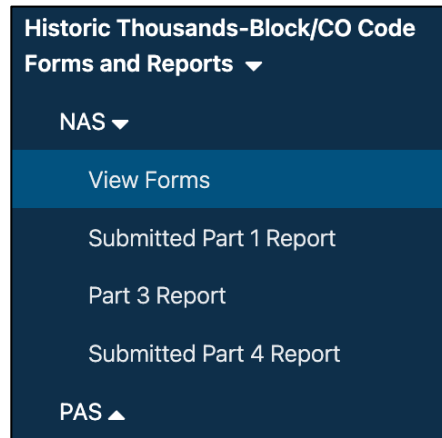 Historic Thousands-Block/CO Code
Forms and Reports
NAS
View Forms
Submitted Part 1 Report
Part 3 Report
Submitted Part 4 Report
PAS